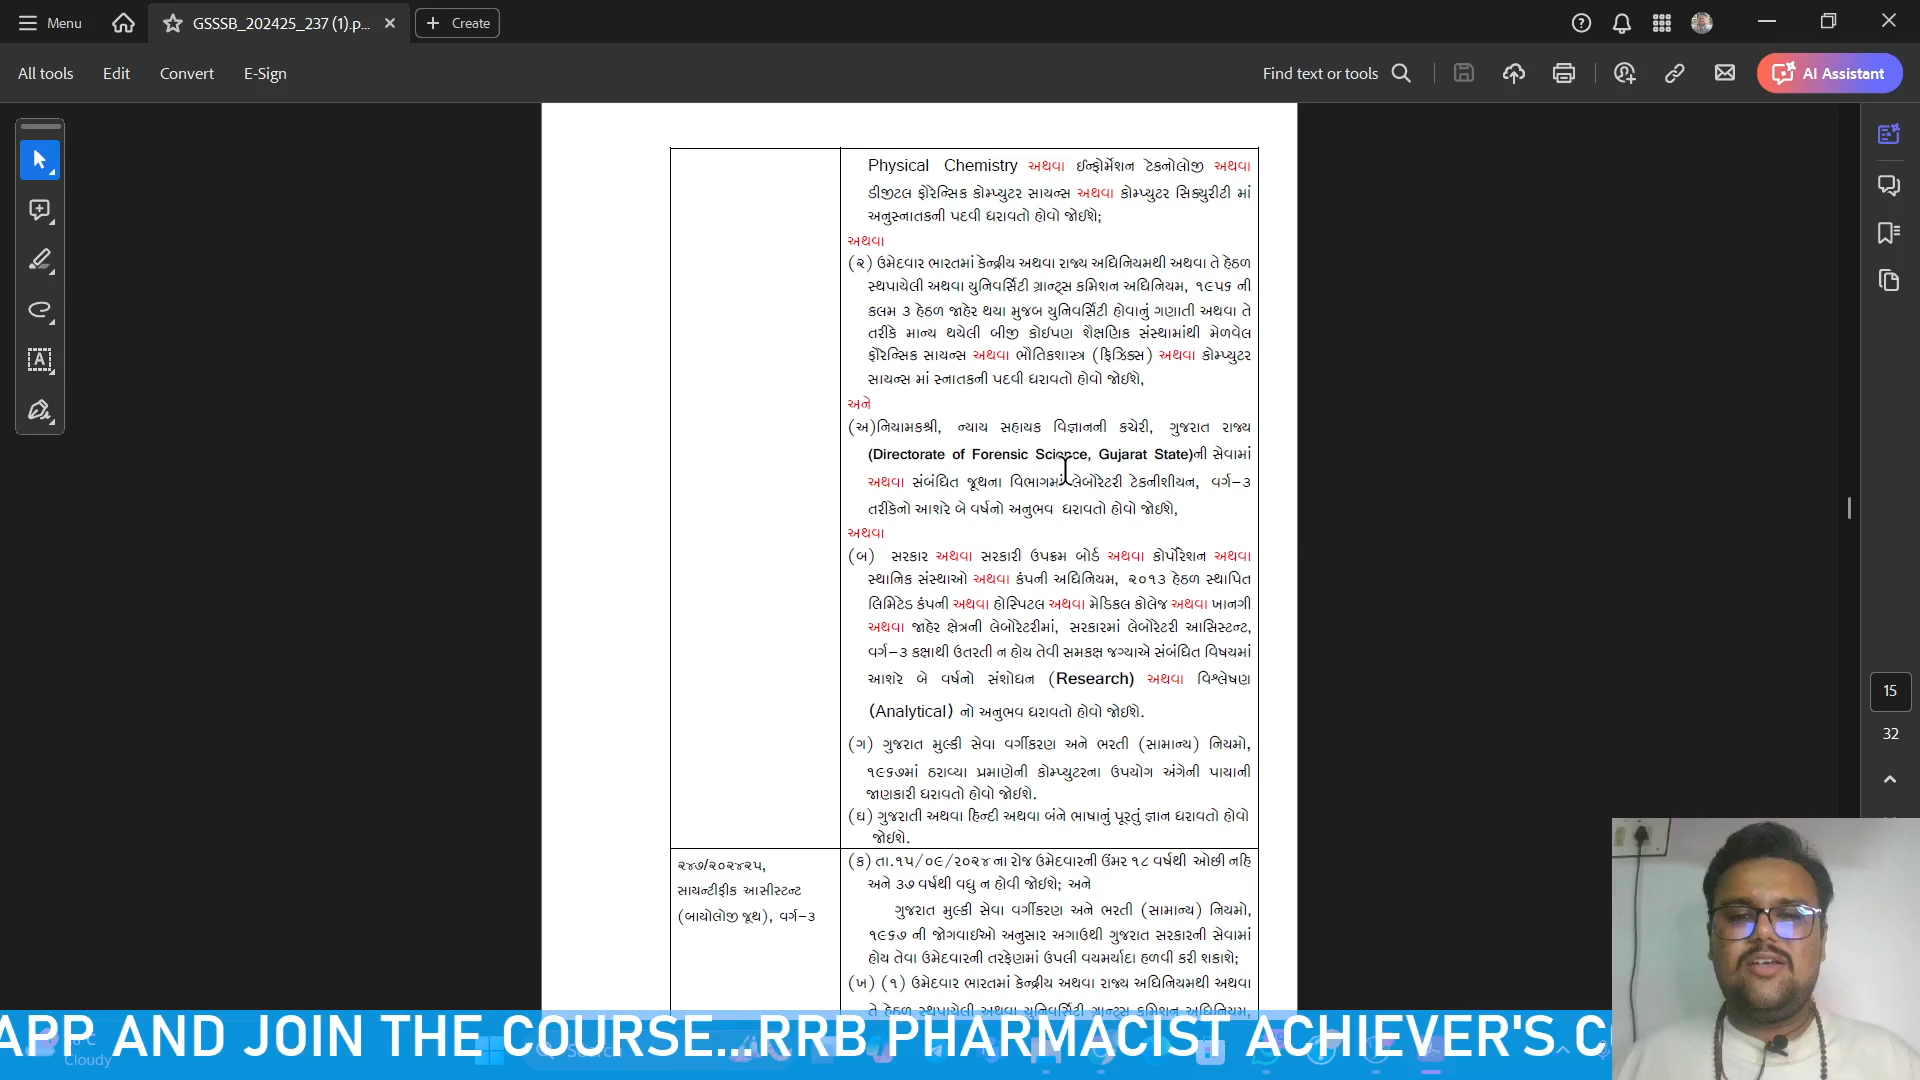 Menu
GSSSB_202425_237 (1).p...
Create
All tools
Edit
Convert
E-Sign
Find text or tools
AI Assistant
Physical Chemistry અથવા ઈન્ફોર્મેશન ટેકનોલોજી અથવા
ડીજીટલ ફોરેન્સિક કોમ્પ્યુટર સાયન્સ અથવા કોમ્પ્યુટર સિક્યુરીટી માં
અનુસ્નાતકની પદવી ધરાવતો હોવો જોઈશે;
અથવા
(૨) ઉમેદવાર ભારતમાં કેન્દ્રીય અથવા રાજ્ય અધિનિયમથી અથવા તે હેઠળ
સ્થપાયેલી અથવા યુનિવર્સિટી ગ્રાન્ટ્સ કમિશન અધિનિયમ, ૧૯૫૬ ની
કલમ ૩ હેઠળ જાહેર થયા મુજબ યુનિવર્સિટી હોવાનું ગણાતી અથવા તે
તરીકે માન્ય થયેલી બીજી કોઈપણ શૈક્ષણિક સંસ્થામાંથી મેળવેલ
ફોરેન્સિક સાયન્સ અથવા ભૌતિકશાસ્ત્ર (ફિઝિક્સ) અથવા કોમ્પ્યુટર
સાયન્સ માં સ્નાતકની પદવી ધરાવતો હોવો જોઈશે,
અને
(અ)નિયામકશ્રી, ન્યાય સહાયક વિજ્ઞાનની કચેરી, ગુજરાત રાજ્ય
(Directorate of Forensic Science, Gujarat State)ની સેવામાં
અથવા સંબંધિત જૂથના વિભાગમાં લેબોરેટરી ટેકનીશીયન, વર્ગ-૩
તરીકેનો આશરે બે વર્ષનો અનુભવ ધરાવતો હોવો જોઈશે,
અથવા
(બ) સરકાર અથવા સરકારી ઉપક્રમ બોર્ડ અથવા કોર્પોરેશન અથવા
સ્થાનિક સંસ્થાઓ અથવા કંપની અધિનિયમ, ૨૦૧૩ હેઠળ સ્થાપિત
લિમિટેડ કંપની અથવા હોસ્પિટલ અથવા મેડિકલ કોલેજ અથવા ખાનગી
અથવા જાહેર ક્ષેત્રની લેબોરેટરીમાં, સરકારમાં લેબોરેટરી આસિસ્ટન્ટ,
વર્ગ-૩ કક્ષાથી ઉતરતી ન હોય તેવી સમકક્ષ જગ્યાએ સંબંધિત વિષયમાં
આશરે બે વર્ષનો સંશોધન (Research) અથવા વિશ્લેષણ
(Analytical) નો અનુભવ ધરાવતો હોવો જોઈશે.
(ગ) ગુજરાત મુલ્કી સેવા વર્ગીકરણ અને ભરતી (સામાન્ય) નિયમો,
૧૯૬૭માં ઠરાવ્યા પ્રમાણેની કોમ્પ્યુટરના ઉપયોગ અંગેની પાયાની
જાણકારી ધરાવતો હોવો જોઈશે.
(ઘ) ગુજરાતી અથવા હિન્દી અથવા બંને ભાષાનું પૂરતું જ્ઞાન ધરાવતો હોવો
જોઈશે.
૨૪૭/૨૦૨૪૨૫,
સાયન્ટીફીક આસીસ્ટન્ટ
(બાયોલોજી જૂથ), વર્ગ-૩
(ક) તા.૧૫/૦૯/૨૦૨૪ ના રોજ ઉમેદવારની ઉંમર ૧૮ વર્ષથી ઓછી નહિ
અને ૩૭ વર્ષથી વધુ ન હોવી જોઈશે; અને
ગુજરાત મુલ્કી સેવા વર્ગીકરણ અને ભરતી (સામાન્ય) નિયમો,
૧૯૬૭ ની જોગવાઈઓ અનુસાર અગાઉથી ગુજરાત સરકારની સેવામાં
હોય તેવા ઉમેદવારની તરફેણમાં ઉપલી વયમર્યાદા હળવી કરી શકાશે;
(ખ) (૧) ઉમેદવાર ભારતમાં કેન્દ્રીય અથવા રાજ્ય અધિનિયમથી અથવા
તે હેઠળ સ્થપાયેલી અથવા યુનિવર્સિટી ગ્રાન્ટ્સ કમિશન અધિનિયમ,
15
32
APP AND JOIN THE COURSE...RRB PHARMACIST ACHIEVER'S
Cloudy
Search